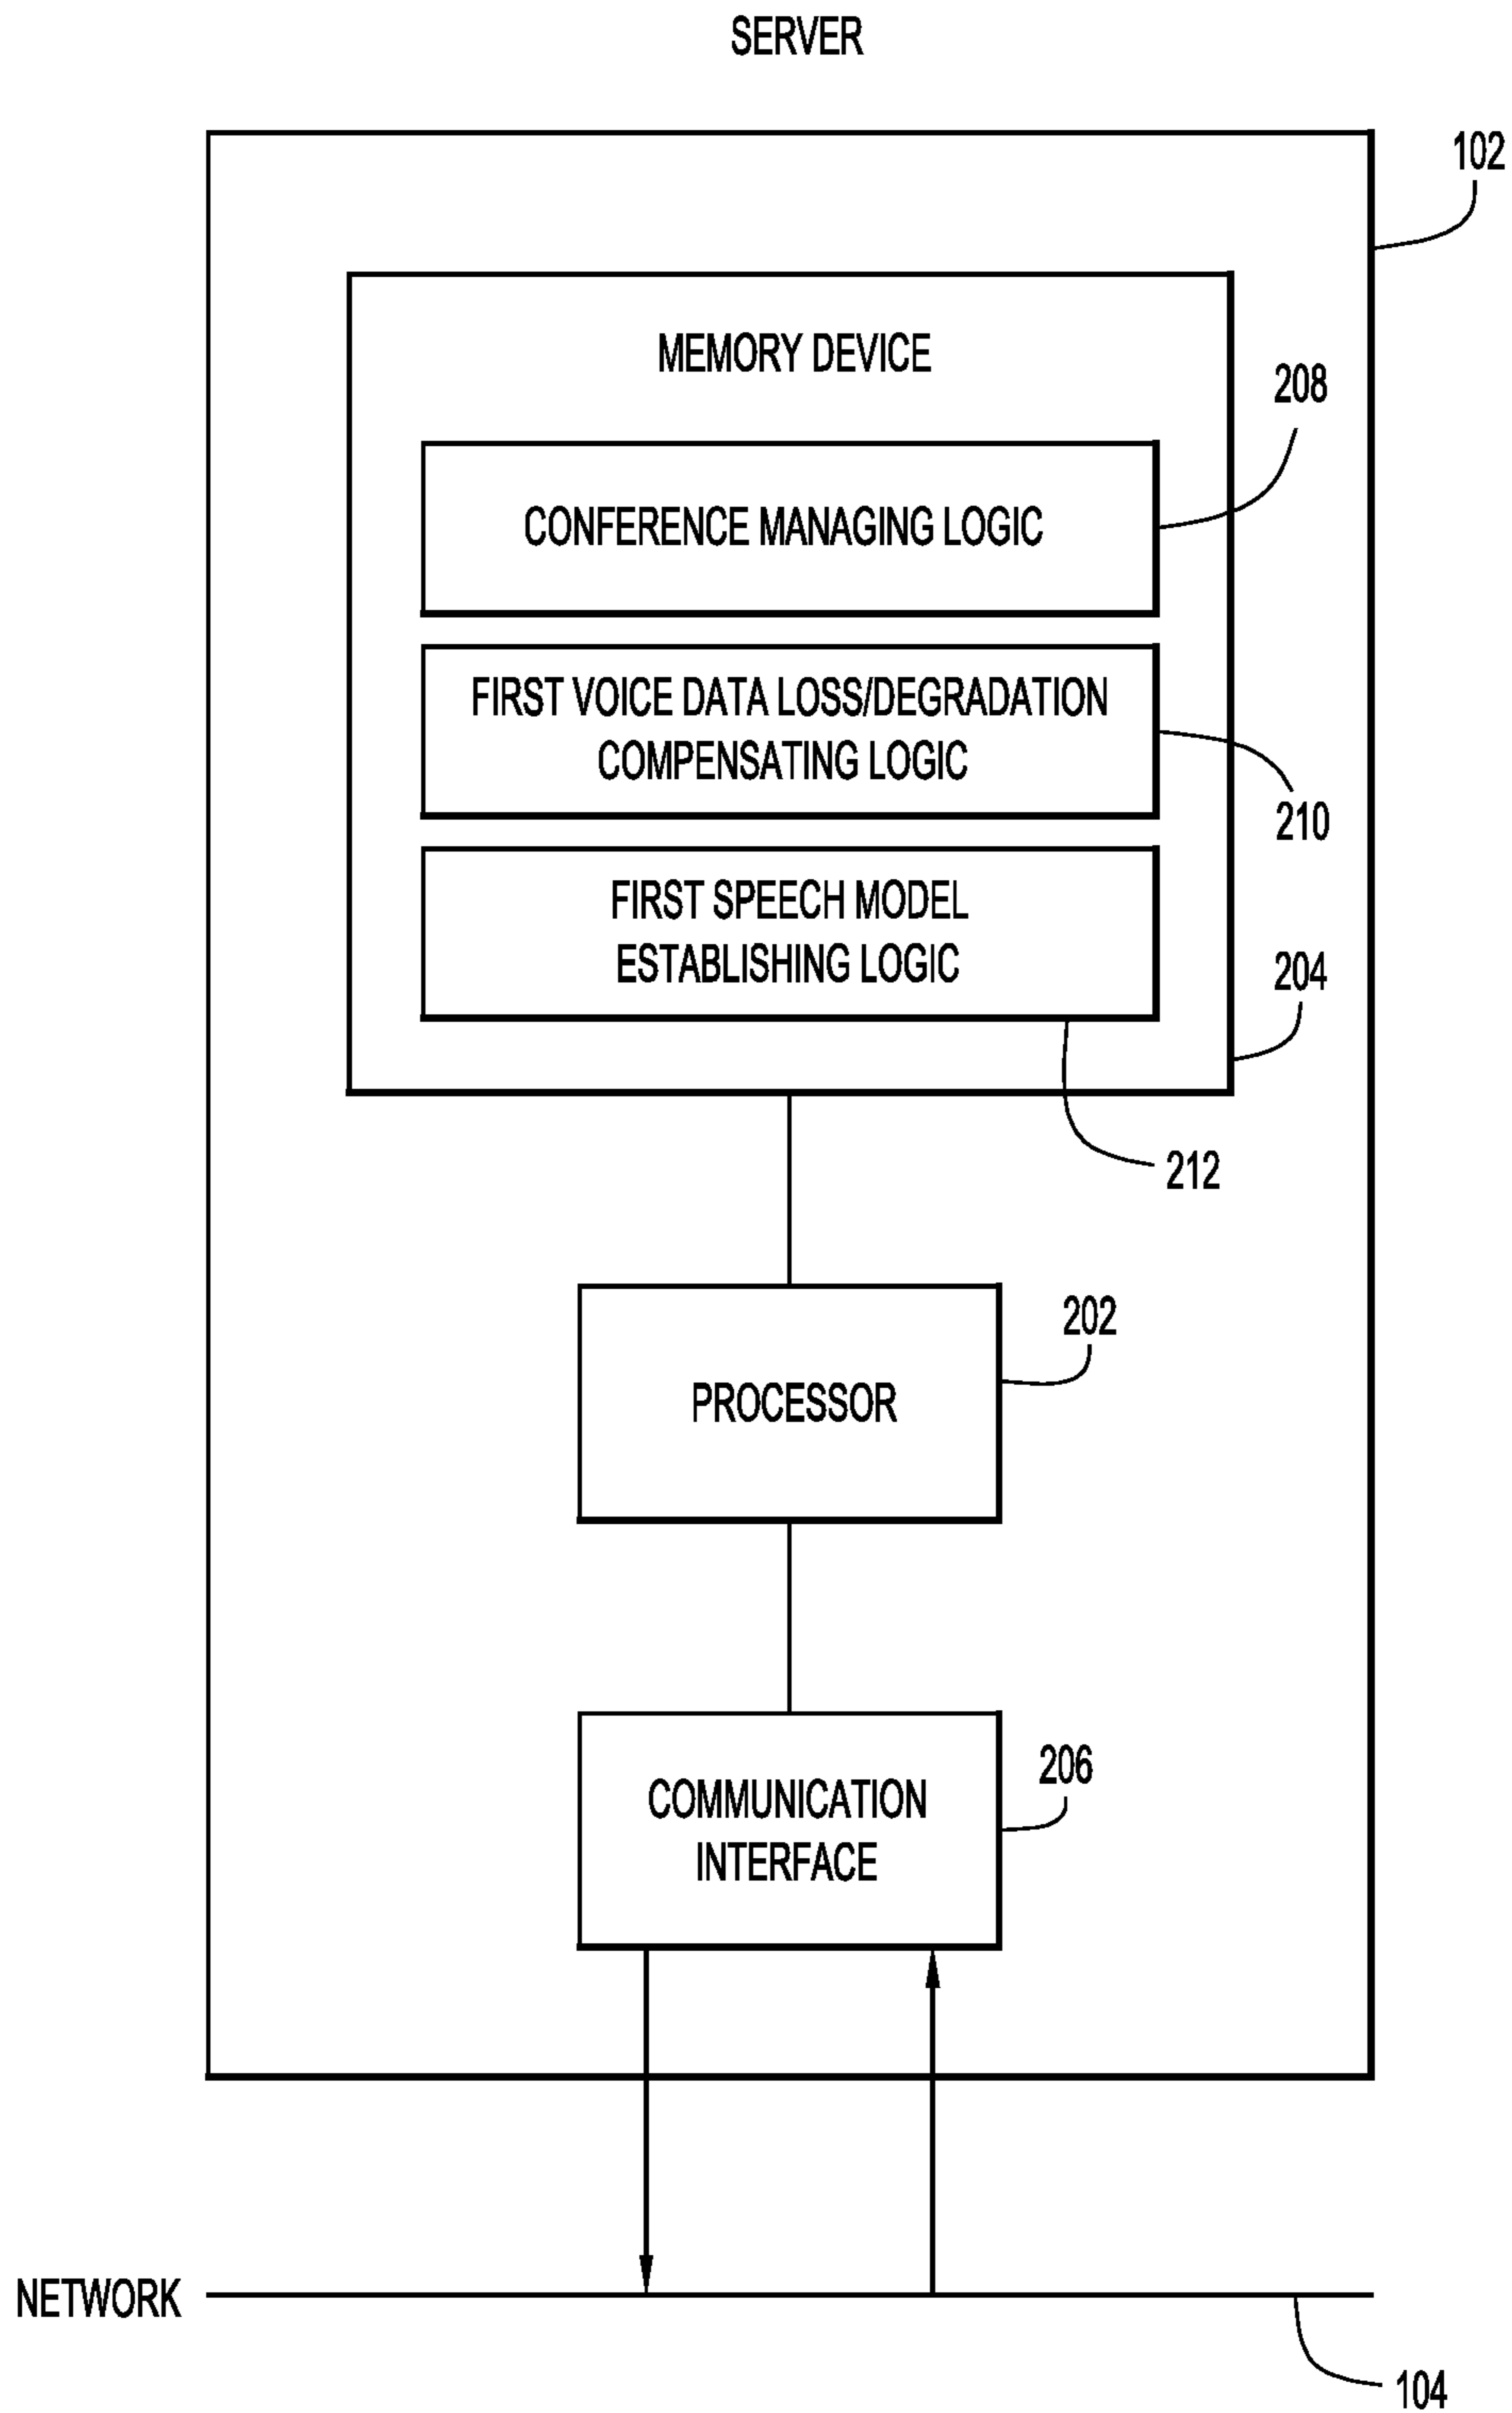 SERVER
102
MEMORY DEVICE
208
CONFERENCE MANAGING LOGIC
FIRST VOICE DATA LOSS/DEGRADATION
COMPENSATING LOGIC
210
FIRST SPEECH MODEL
ESTABLISHING LOGIC
204
212
202
PROCESSOR
206
COMMUNICATION
INTERFACE
NETWORK
104